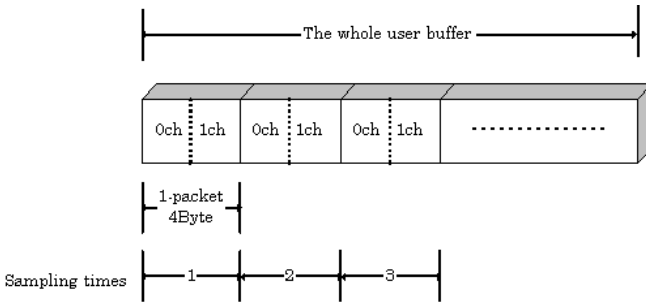 The whole user buffer
0ch 1ch 0ch 1ch 0ch 1ch
1-packet
4Byte
Sampling times 1 2 3